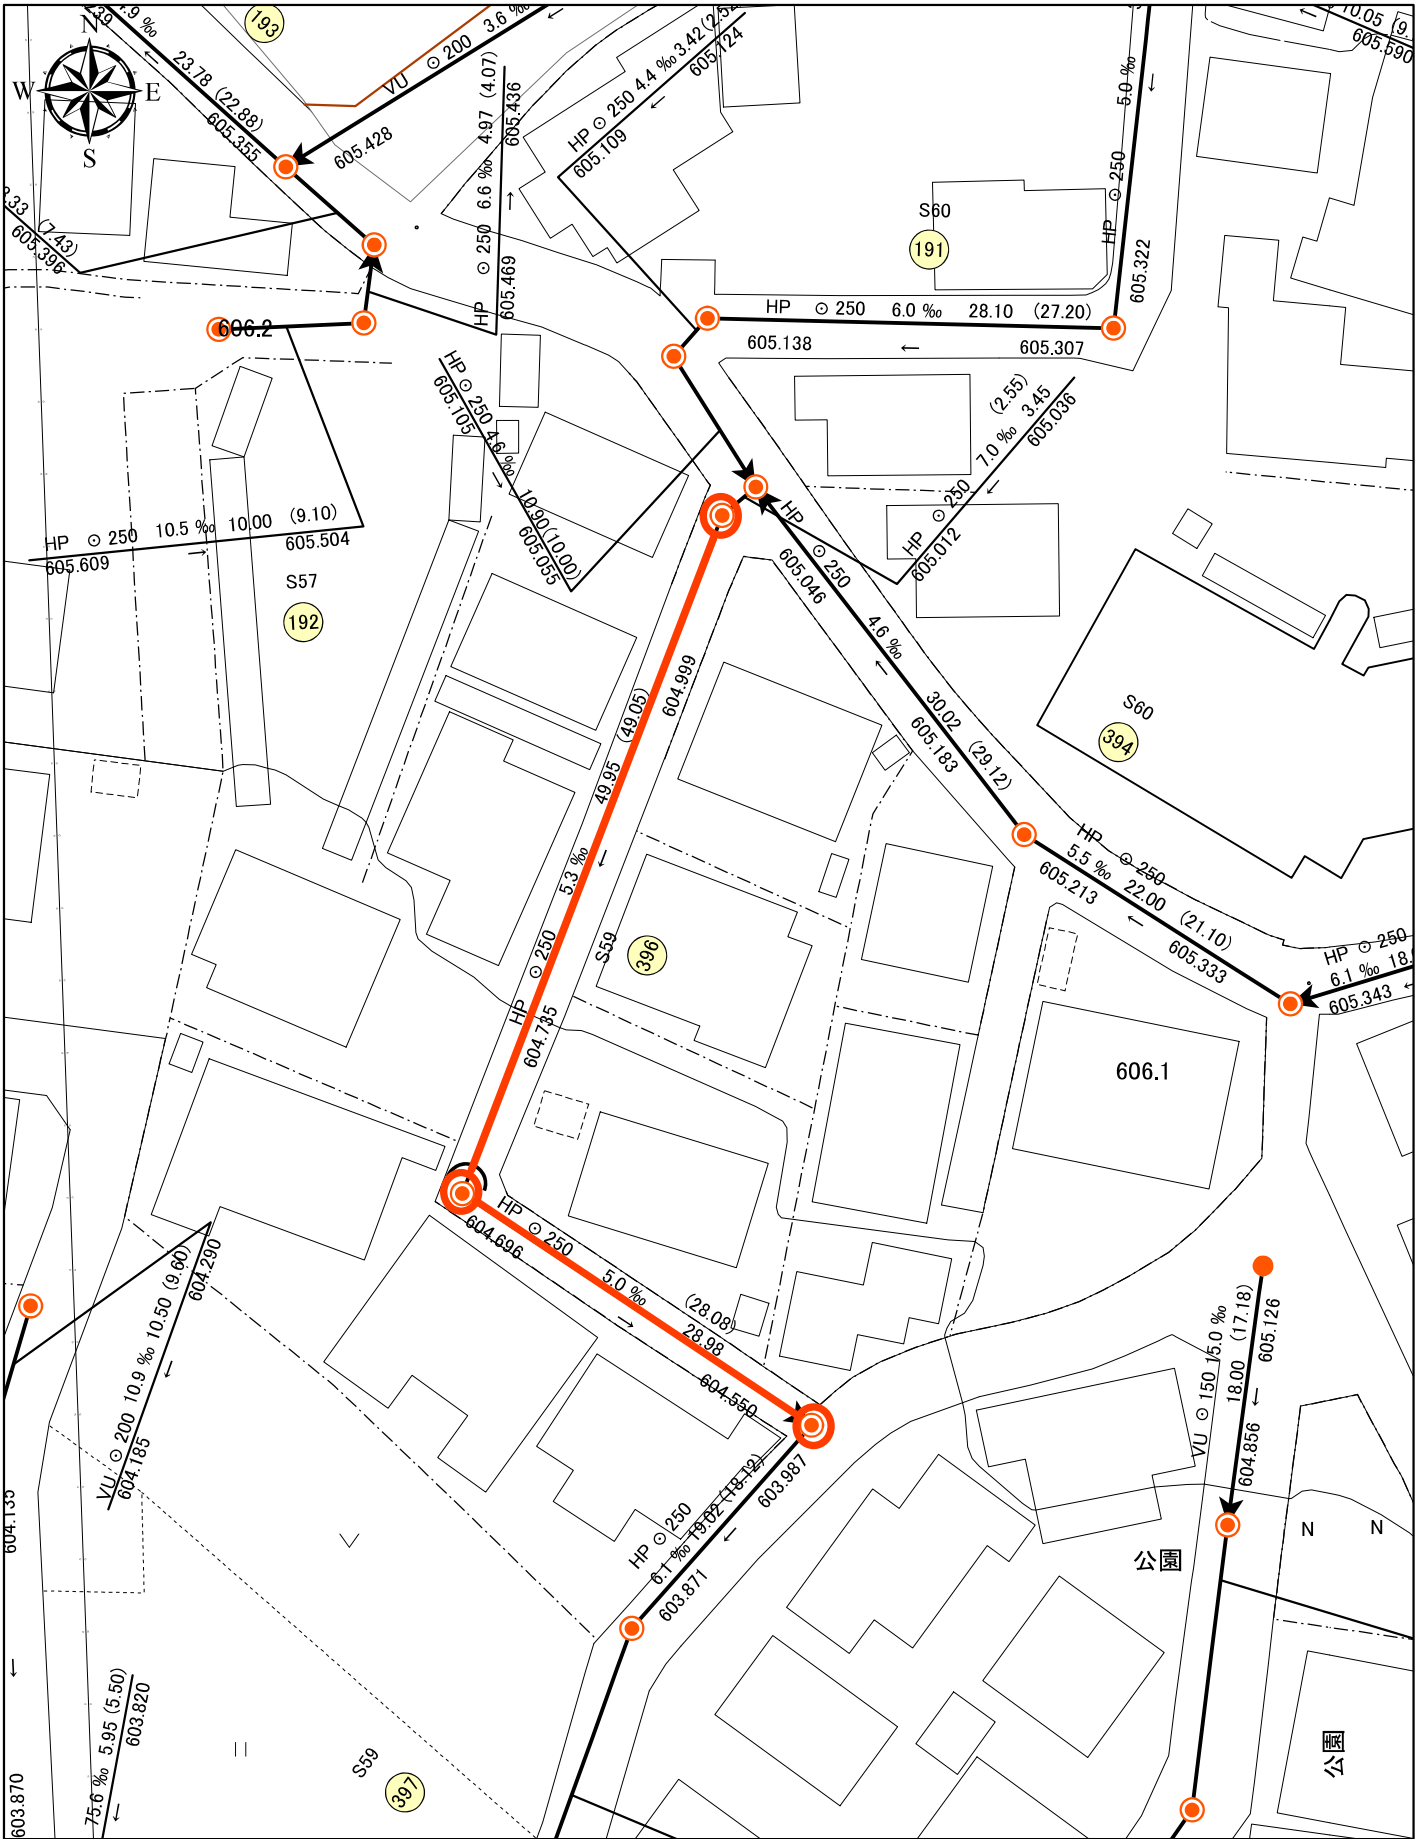 193
N
W
E
S
23.78 (22.88)
605.355
VU ⊙ 200 3.6 ‰
605.428
HP ⊙ 250 6.6 ‰ 4.97 (4.07)
605.436
605.469
HP ⊙ 250 4.4 ‰ 3.42
605.124
605.109
5.0 ‰
HP ⊙ 250
605.322
10.05
605.590
S60
191
(7.43)
605.396
606.2
HP ⊙ 250 6.0 ‰ 28.10 (27.20)
605.138 ← 605.307
HP ⊙ 250 4.6 ‰ 10.90(10.00)
605.105 → 605.055
HP ⊙ 250 7.0 ‰ 3.45
(2.55)
605.036
605.012
HP ⊙ 250 10.5 ‰ 10.00 (9.10)
605.609 → 605.504
S57
192
HP ⊙ 250 4.6 ‰ 30.02 (29.12)
605.046 ← 605.183
604.999
HP ⊙ 250 5.3 ‰ 49.95 (49.05)
604.735
S60
394
HP ⊙ 250
5.5 ‰ 22.00 (21.10)
605.213 ← 605.333
HP ⊙ 250
6.1 ‰
605.343 ←
S59
396
606.1
HP ⊙ 250
604.696
5.0 ‰
(28.08)
28.98
→ 604.550
VU ⊙ 200 10.9 ‰ 10.50 (9.60)
604.290
604.185
VU ⊙ 150 15.0 ‰
18.00 (17.18)
605.126
604.856
HP ⊙ 250
6.1 ‰ 19.02 (18.12)
603.987
603.871
604.135
N
N
公園
公園
75.6 ‰ 5.95 (5.50)
603.820
603.870
S59
397